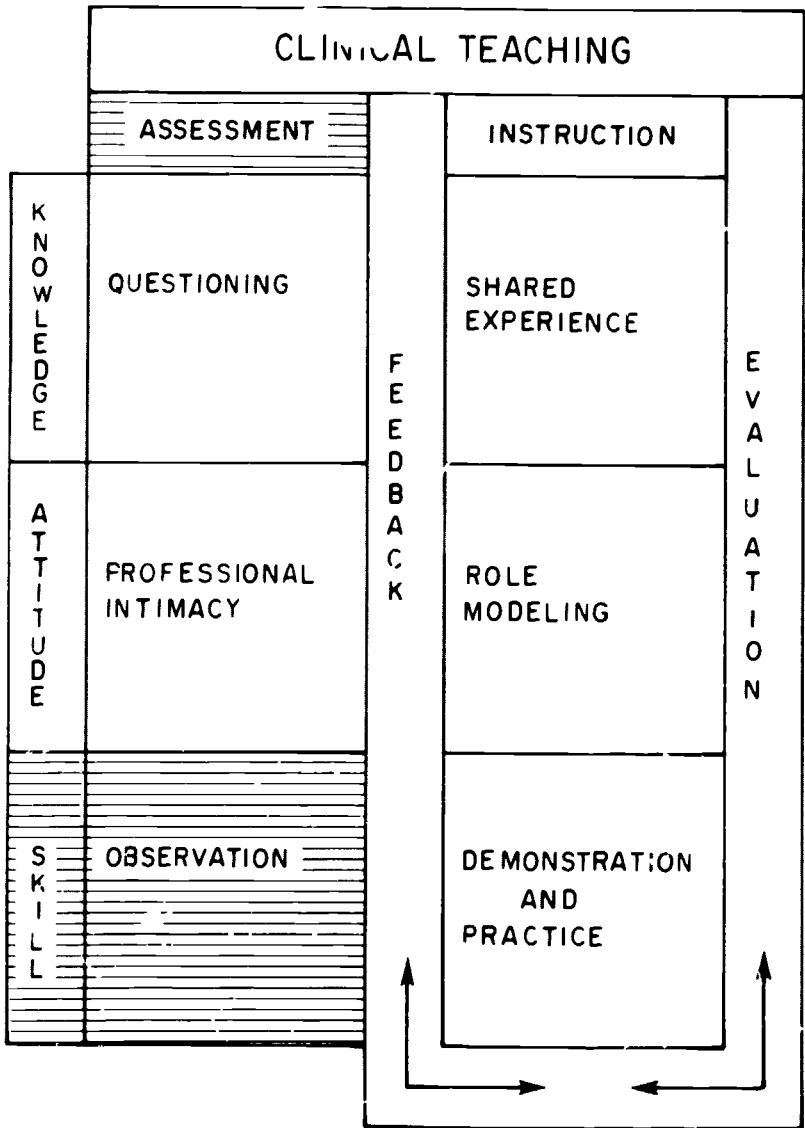 CLINICAL TEACHING
ASSESSMENT
INSTRUCTION
KNOWLEDGE
QUESTIONING
SHARED
EXPERIENCE
FEEDBACK
EVALUATION
ATTITUDE
PROFESSIONAL
INTIMACY
ROLE
MODELING
SKILL
OBSERVATION
DEMONSTRATION
AND
PRACTICE